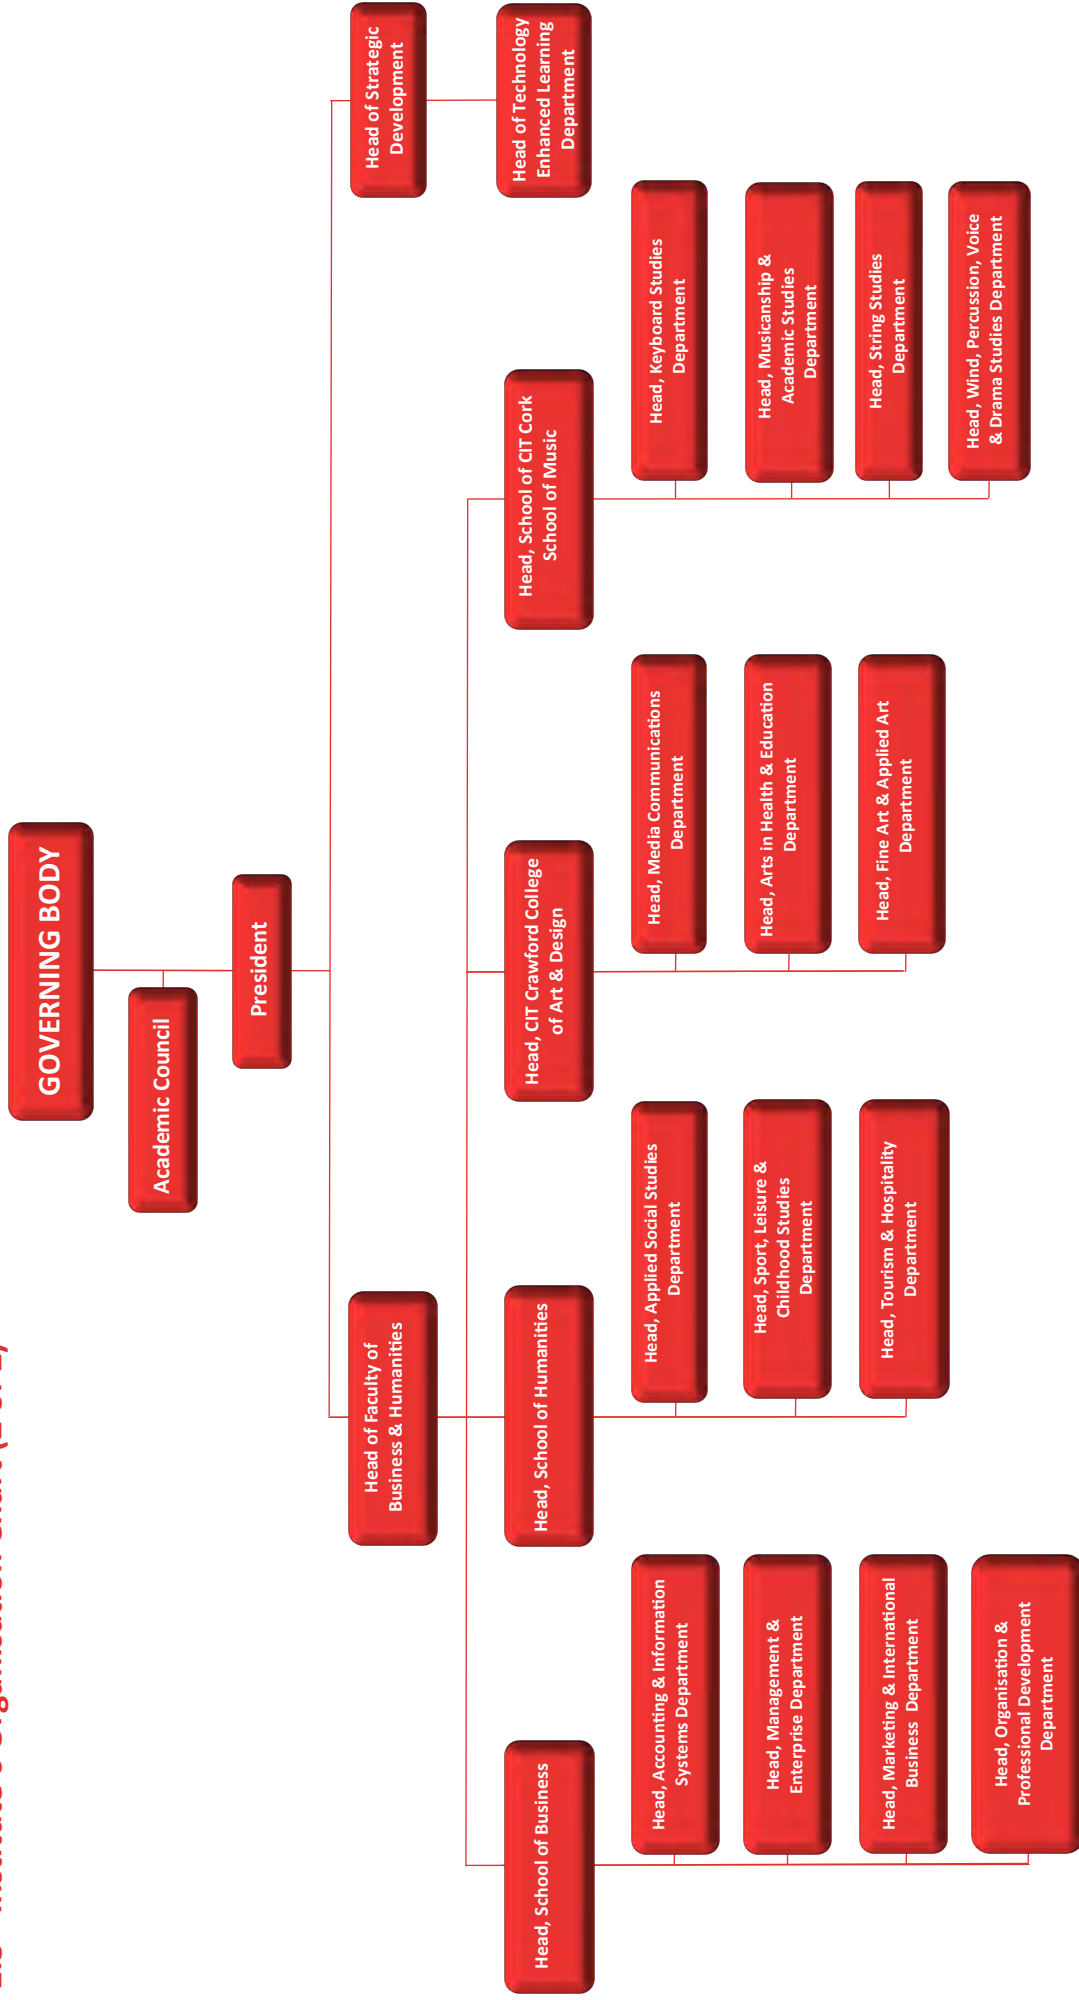 GOVERNING BODY
Academic Council
President
Head of Faculty of
Business & Humanities
Head of Strategic
Development
Head of Technology
Enhanced Learning
Department
Head, School of Business
Head, Accounting & Information
Systems Department
Head, Management &
Enterprise Department
Head, Marketing & International
Business Department
Head, Organisation &
Professional Development
Department
Head, School of Humanities
Head, Applied Social Studies
Department
Head, Sport, Leisure &
Childhood Studies
Department
Head, Tourism & Hospitality
Department
Head, CIT Crawford College
of Art & Design
Head, Media Communications
Department
Head, Arts in Health & Education
Department
Head, Fine Art & Applied Art
Department
Head, School of CIT Cork
School of Music
Head, Keyboard Studies
Department
Head, Musicanship &
Academic Studies
Department
Head, String Studies
Department
Head, Wind, Percussion, Voice
& Drama Studies Department